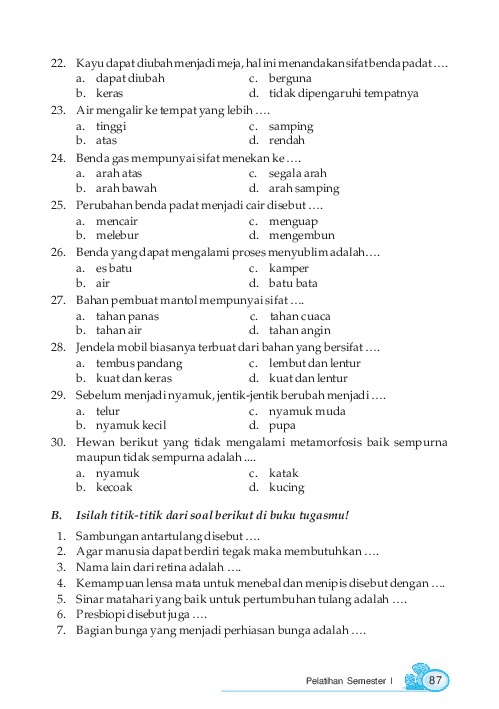 22. Kayu dapat diubah menjadi meja, hal ini menandakan sifat benda padat ....
a. dapat diubah c. berguna
b. keras d. tidak dipengaruhi tempatnya
23. Air mengalir ke tempat yang lebih ....
a. tinggi c. samping
b. atas d. rendah
24. Benda gas mempunyai sifat menekan ke ....
a. arah atas c. segala arah
b. arah bawah d. arah samping
25. Perubahan benda padat menjadi cair disebut ....
a. mencair c. menguap
b. melebur d. mengembun
26. Benda yang dapat mengalami proses menyublim adalah....
a. es batu c. kamper
b. air d. batu bata
27. Bahan pembuat mantol mempunyai sifat ....
a. tahan panas c. tahan cuaca
b. tahan air d. tahan angin
28. Jendela mobil biasanya terbuat dari bahan yang bersifat ....
a. tembus pandang c. lembut dan lentur
b. kuat dan keras d. kuat dan lentur
29. Sebelum menjadi nyamuk, jentik-jentik berubah menjadi ....
a. telur c. nyamuk muda
b. nyamuk kecil d. pupa
30. Hewan berikut yang tidak mengalami metamorfosis baik sempurna
maupun tidak sempurna adalah ....
a. nyamuk c. katak
b. kecoak d. kucing
B. Isilah titik-titik dari soal berikut di buku tugasmu!
1. Sambungan antartulang disebut ....
2. Agar manusia dapat berdiri tegak maka membutuhkan ....
3. Nama lain dari retina adalah ....
4. Kemampuan lensa mata untuk menebal dan menipis disebut dengan ....
5. Sinar matahari yang baik untuk pertumbuhan tulang adalah ....
6. Presbiopi disebut juga ....
7. Bagian bunga yang menjadi perhiasan bunga adalah ....
Pelatihan Semester I 87